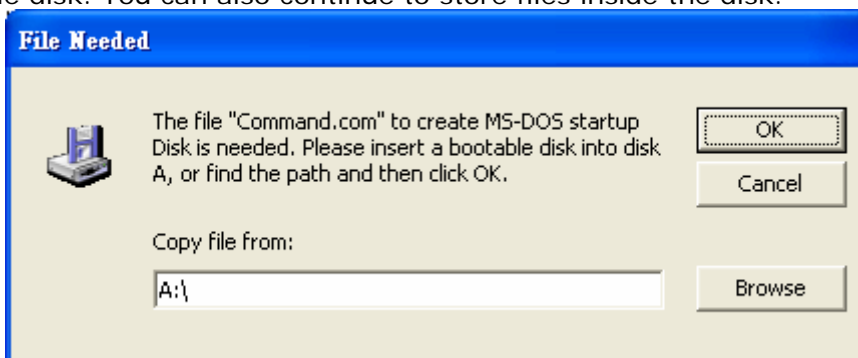 disk. You can also continue to store files inside the disk.
File Needed
The file "Command.com" to create MS-DOS startup
Disk is needed. Please insert a bootable disk into disk
A, or find the path and then click OK.
OK
Cancel
Copy file from:
A:\
Browse